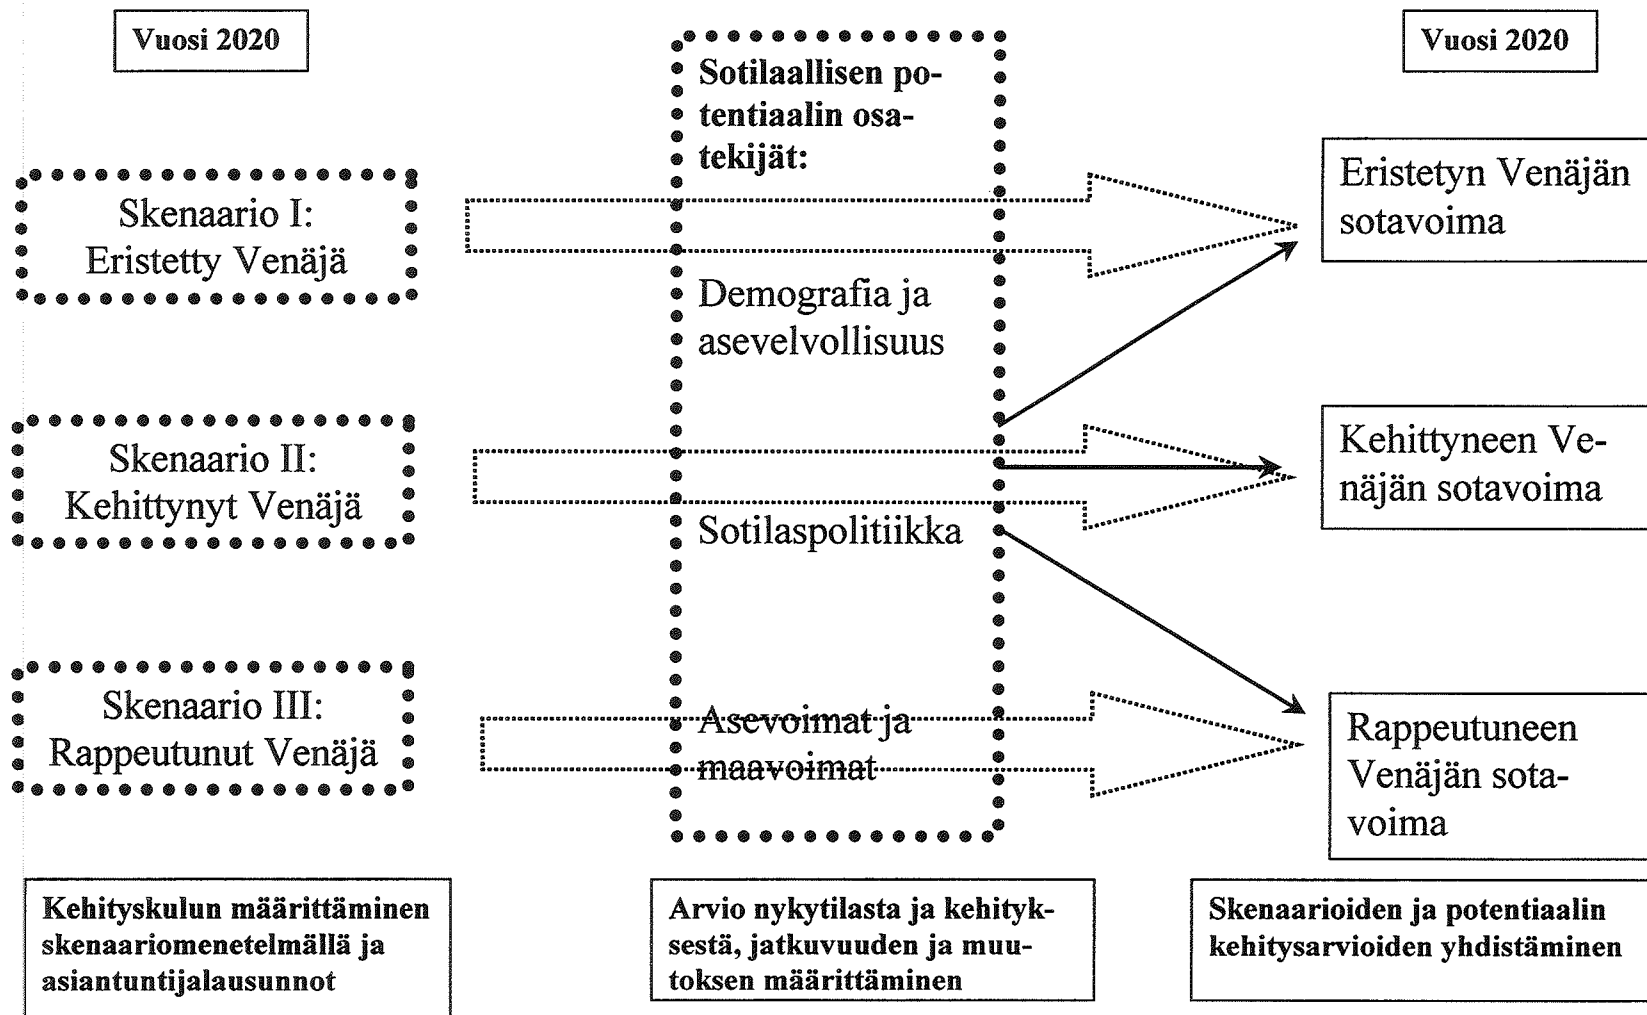 Vuosi 2020
Vuosi 2020
Sotilaallisen po-
tentiaalin osa-
tekijät:
Skenaario I:
Eristetty Venäjä
Eristetyn Venäjän
sotavoima
Demografia ja
asevelvollisuus
Skenaario II:
Kehittynyt Venäjä
Kehittyneen Ve-
näjän sotavoima
Sotilaspolitiikka
Skenaario III:
Rappeutunut Venäjä
Asevoimat ja
maavoimat
Rappeutuneen
Venäjän sota-
voima
Kehityskulun määrittäminen
skenaariomenetelmällä ja
asiantuntijalausunnot
Arvio nykytilasta ja kehityk-
sestä, jatkuvuuden ja muu-
toksen määrittäminen
Skenaarioiden ja potentiaalin
kehitysarvioiden yhdistäminen